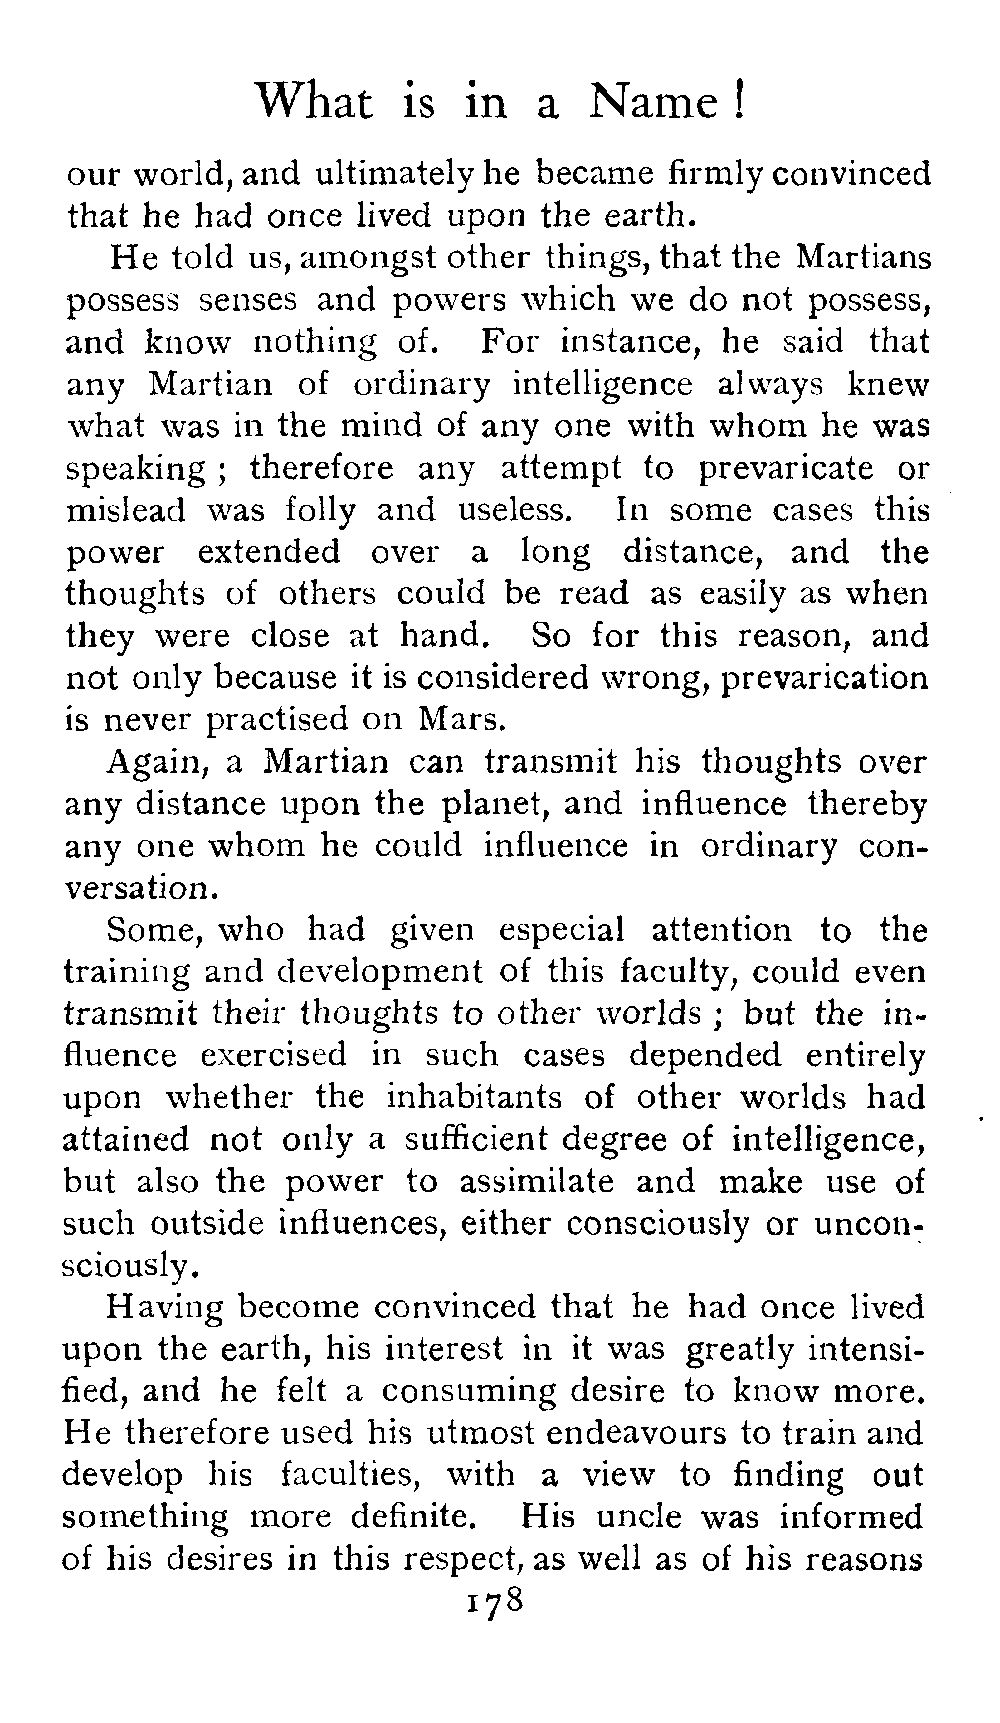 What is in a Name !
our world, and ultimately he became firmly convinced
that he had once lived upon the earth.
He told us, amongst other things, that the Martians
possess senses and powers which we do not possess,
and know nothing of. For instance, he said that
any Martian of ordinary intelligence always knew
what was in the mind of any one with whom he was
speaking ; therefore any attempt to prevaricate or
mislead was folly and useless. In some cases this
power extended over a long distance, and the
thoughts of others could be read as easily as when
they were close at hand. So for this reason, and
not only because it is considered wrong, prevarication
is never practised on Mars.
Again, a Martian can transmit his thoughts over
any distance upon the planet, and influence thereby
any one whom he could influence in ordinary con-
versation.
Some, who had given especial attention to the
training and development of this faculty, could even
transmit their thoughts to other worlds ; but the in-
fluence exercised in such cases depended entirely
upon whether the inhabitants of other worlds had
attained not only a sufficient degree of intelligence,
but also the power to assimilate and make use of
such outside influences, either consciously or uncon-
sciously.
Having become convinced that he had once lived
upon the earth, his interest in it was greatly intensi-
fied, and he felt a consuming desire to know more.
He therefore used his utmost endeavours to train and
develop his faculties, with a view to finding out
something more definite. His uncle was informed
of his desires in this respect, as well as of his reasons
178